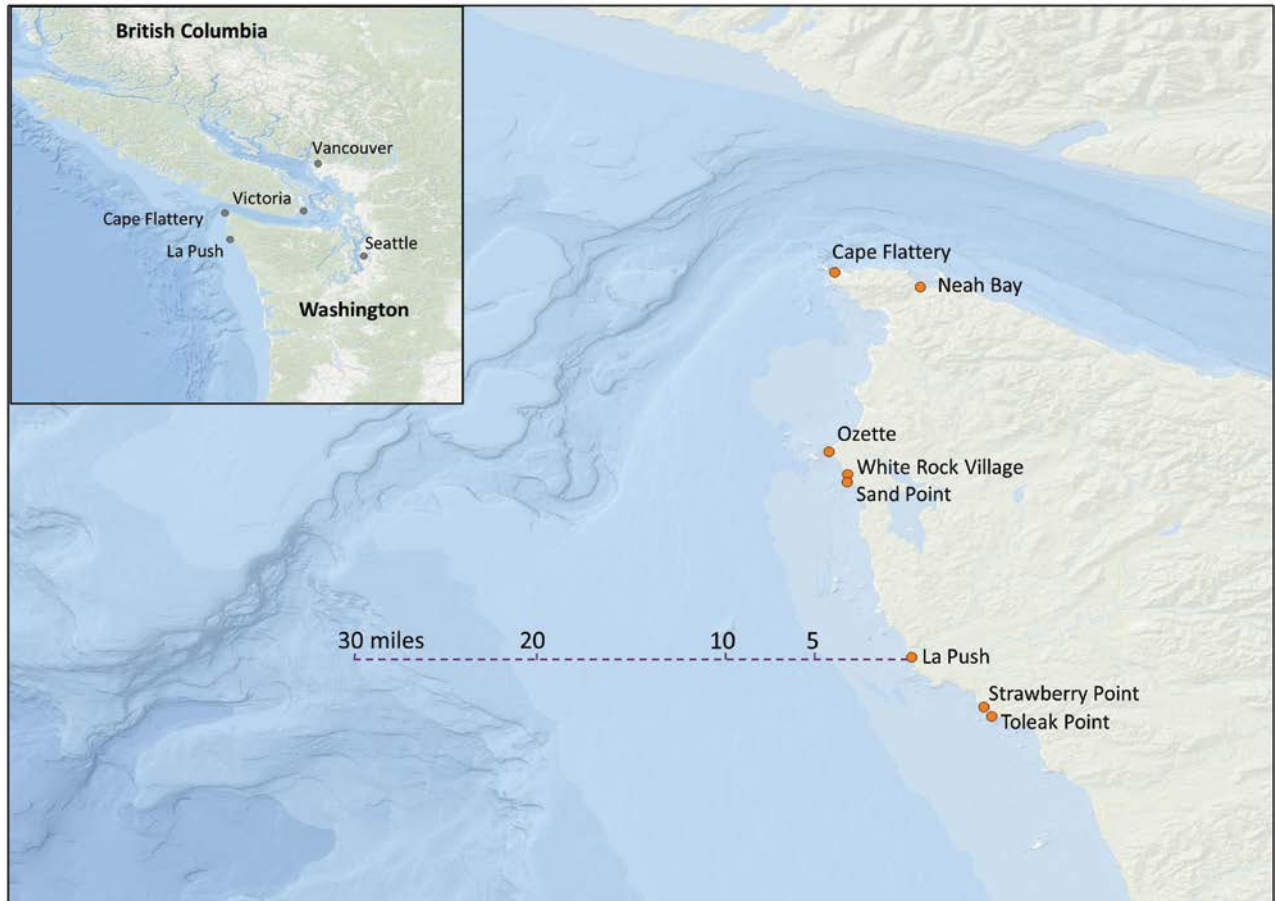 British Columbia
Vancouver
Victoria
Cape Flattery
La Push
Seattle
Washington
Cape Flattery
Neah Bay
Ozette
White Rock Village
Sand Point
30 miles 20 10 5
La Push
Strawberry Point
Toleak Point